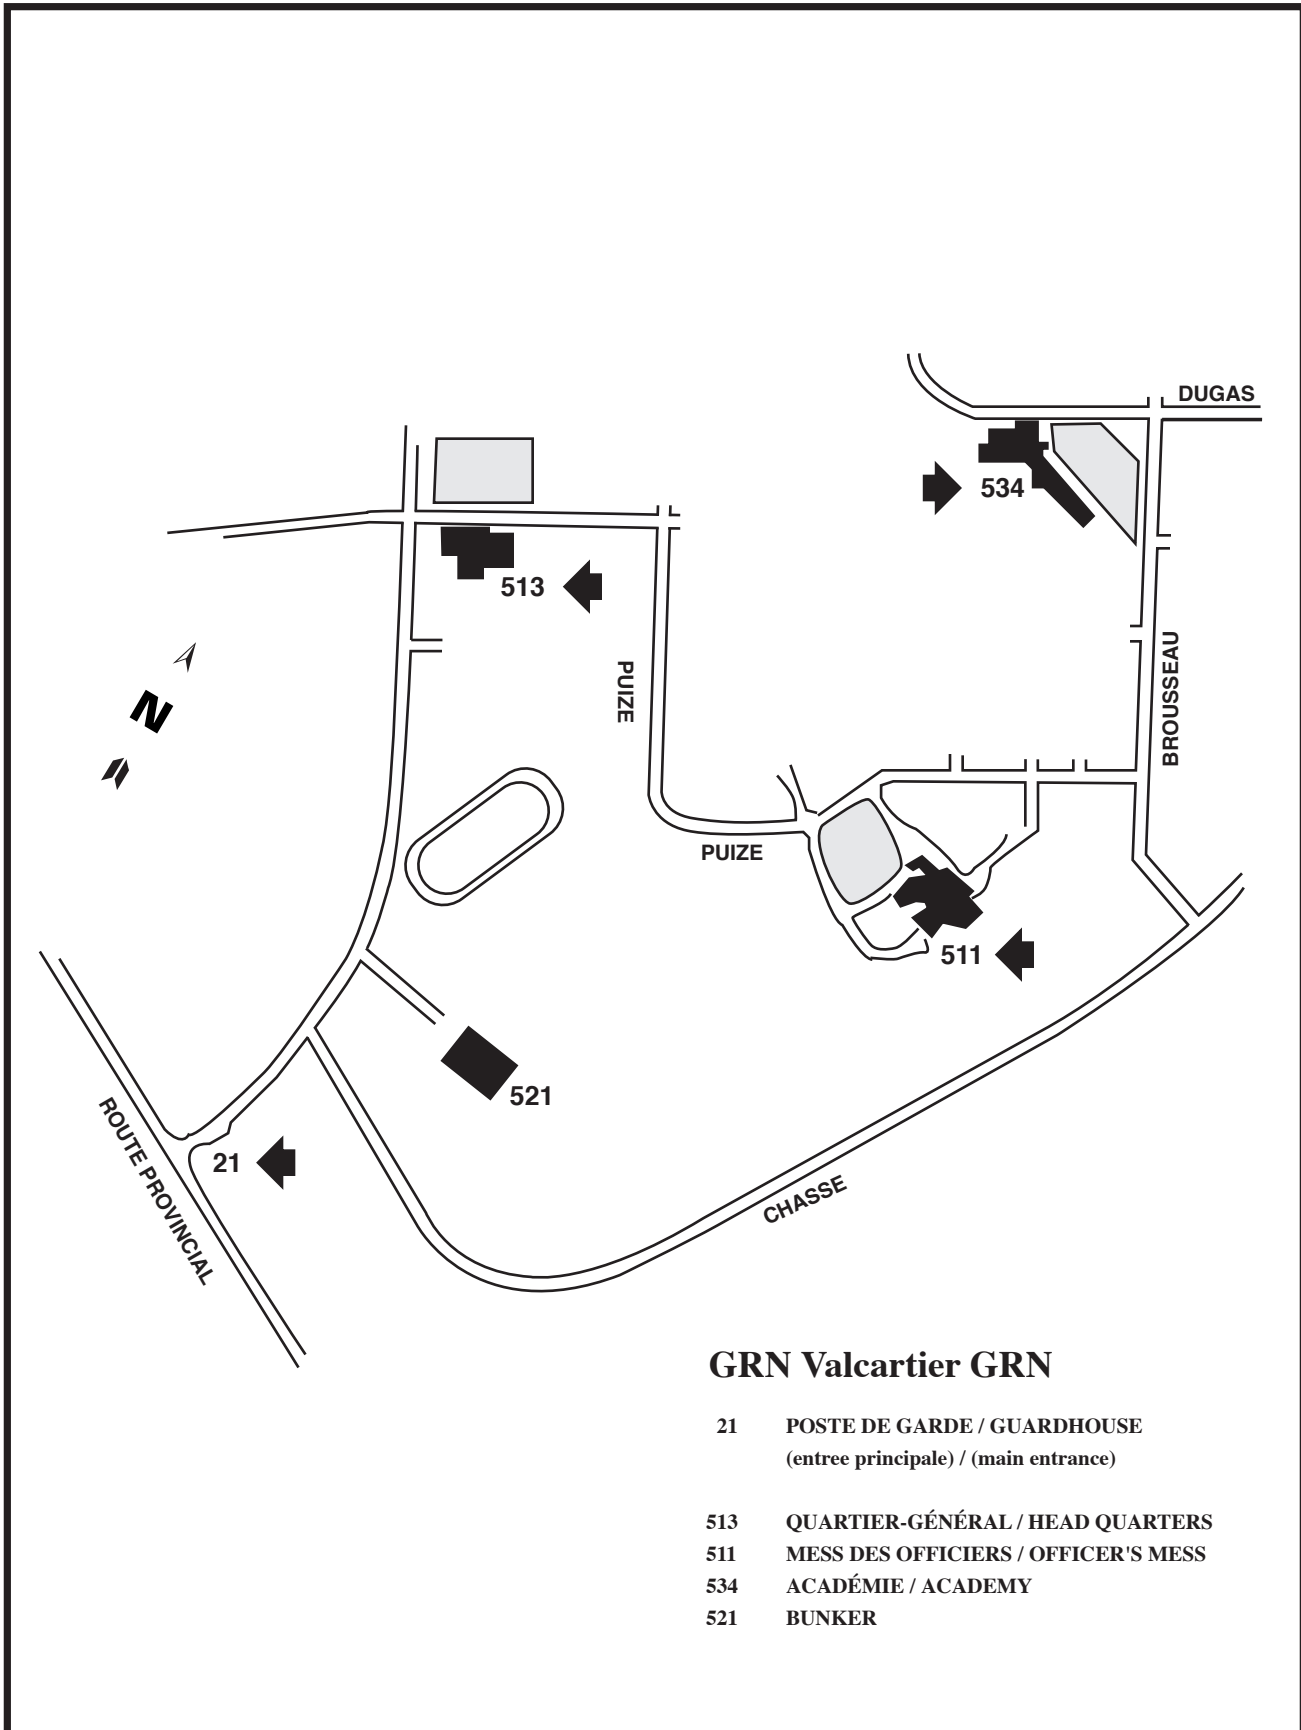 DUGAS
534
513
PUIZE
BROUSSEAU
N
PUIZE
511
521
ROUTE PROVINCIAL
21
CHASSE
GRN Valcartier GRN
21 POSTE DE GARDE / GUARDHOUSE
(entree principale) / (main entrance)
513 QUARTIER-GÉNÉRAL / HEAD QUARTERS
511 MESS DES OFFICIERS / OFFICER'S MESS
534 ACADÉMIE / ACADEMY
521 BUNKER